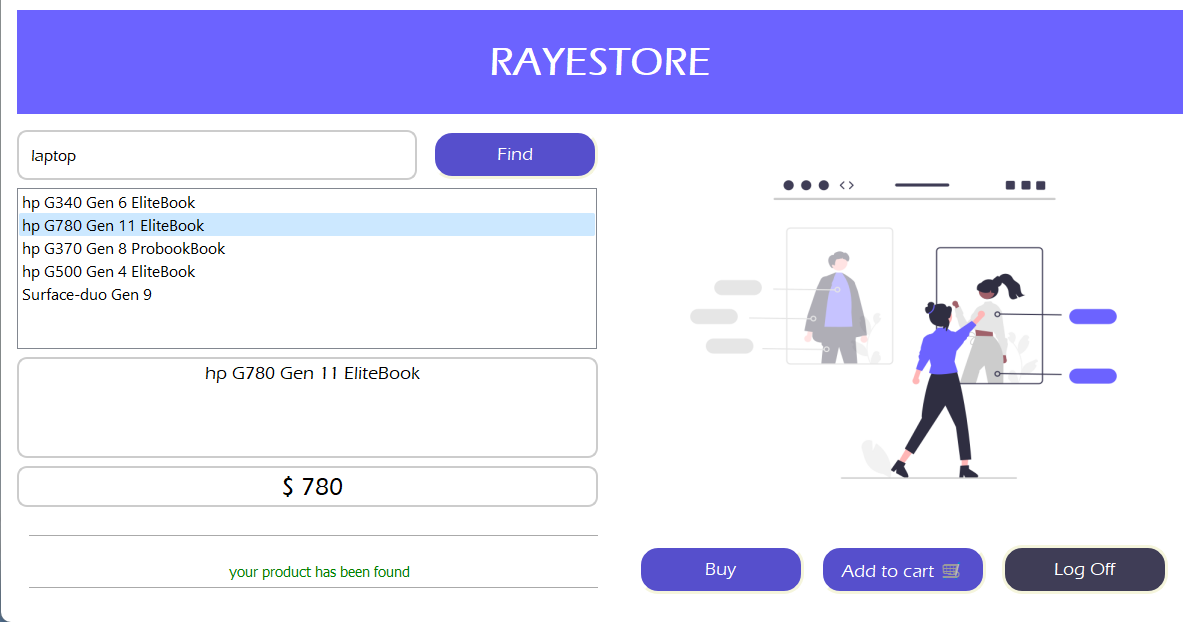 RAYESTORE
laptop
Find
hp G340 Gen 6 EliteBook
hp G780 Gen 11 EliteBook
hp G370 Gen 8 ProbookBook
hp G500 Gen 4 EliteBook
Surface-duo Gen 9
hp G780 Gen 11 EliteBook
$ 780
your product has been found
Buy
Add to cart 🛒
Log Off